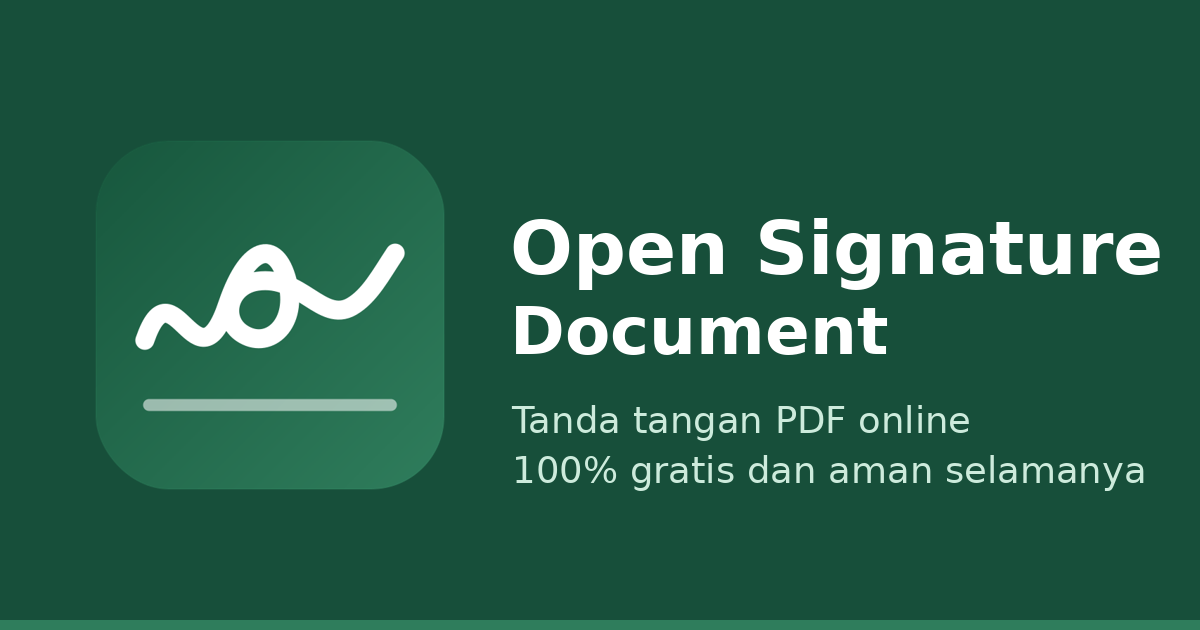 Open Signature
Document
Tanda tangan PDF online
100% gratis dan aman selamanya